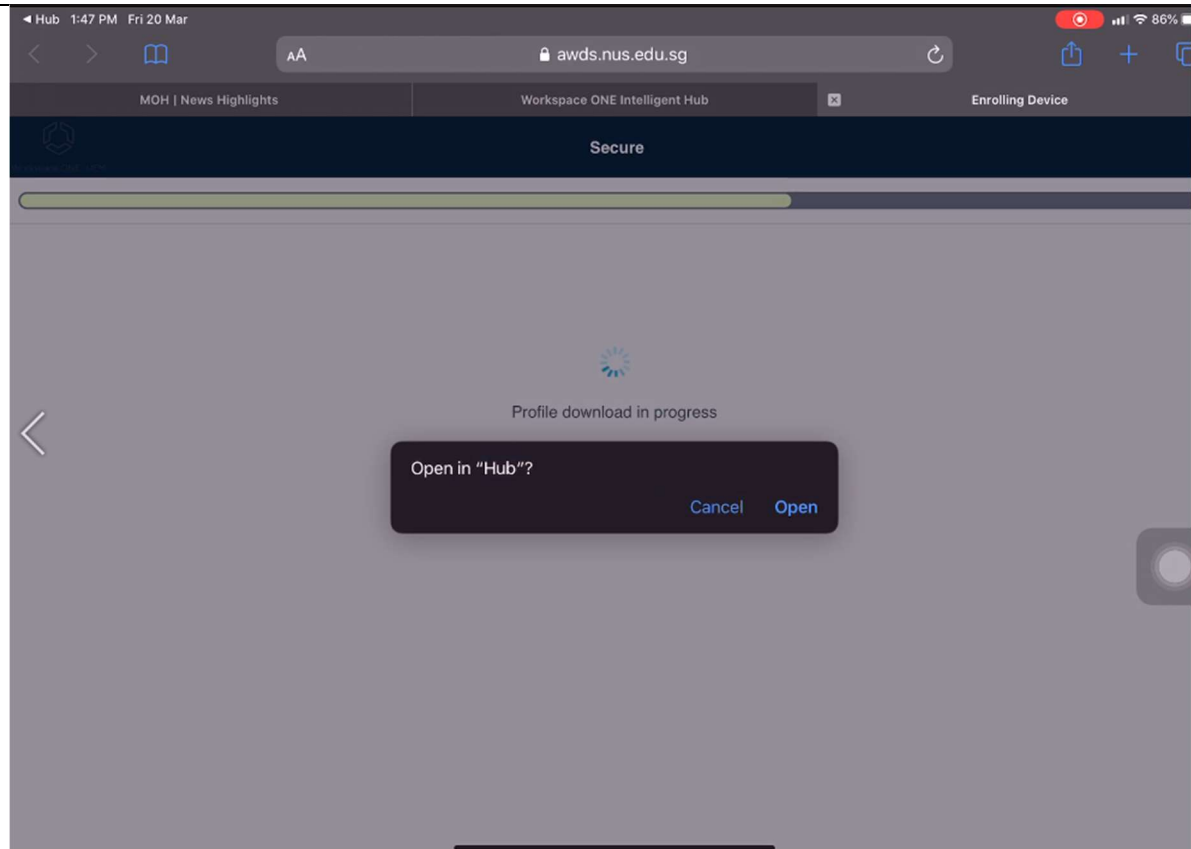 ◀ Hub 1:47 PM Fri 20 Mar 86%
AA awds.nus.edu.sg
MOH | News Highlights Workspace ONE Intelligent Hub Enrolling Device
Secure
Profile download in progress
Open in “Hub”?
Cancel Open